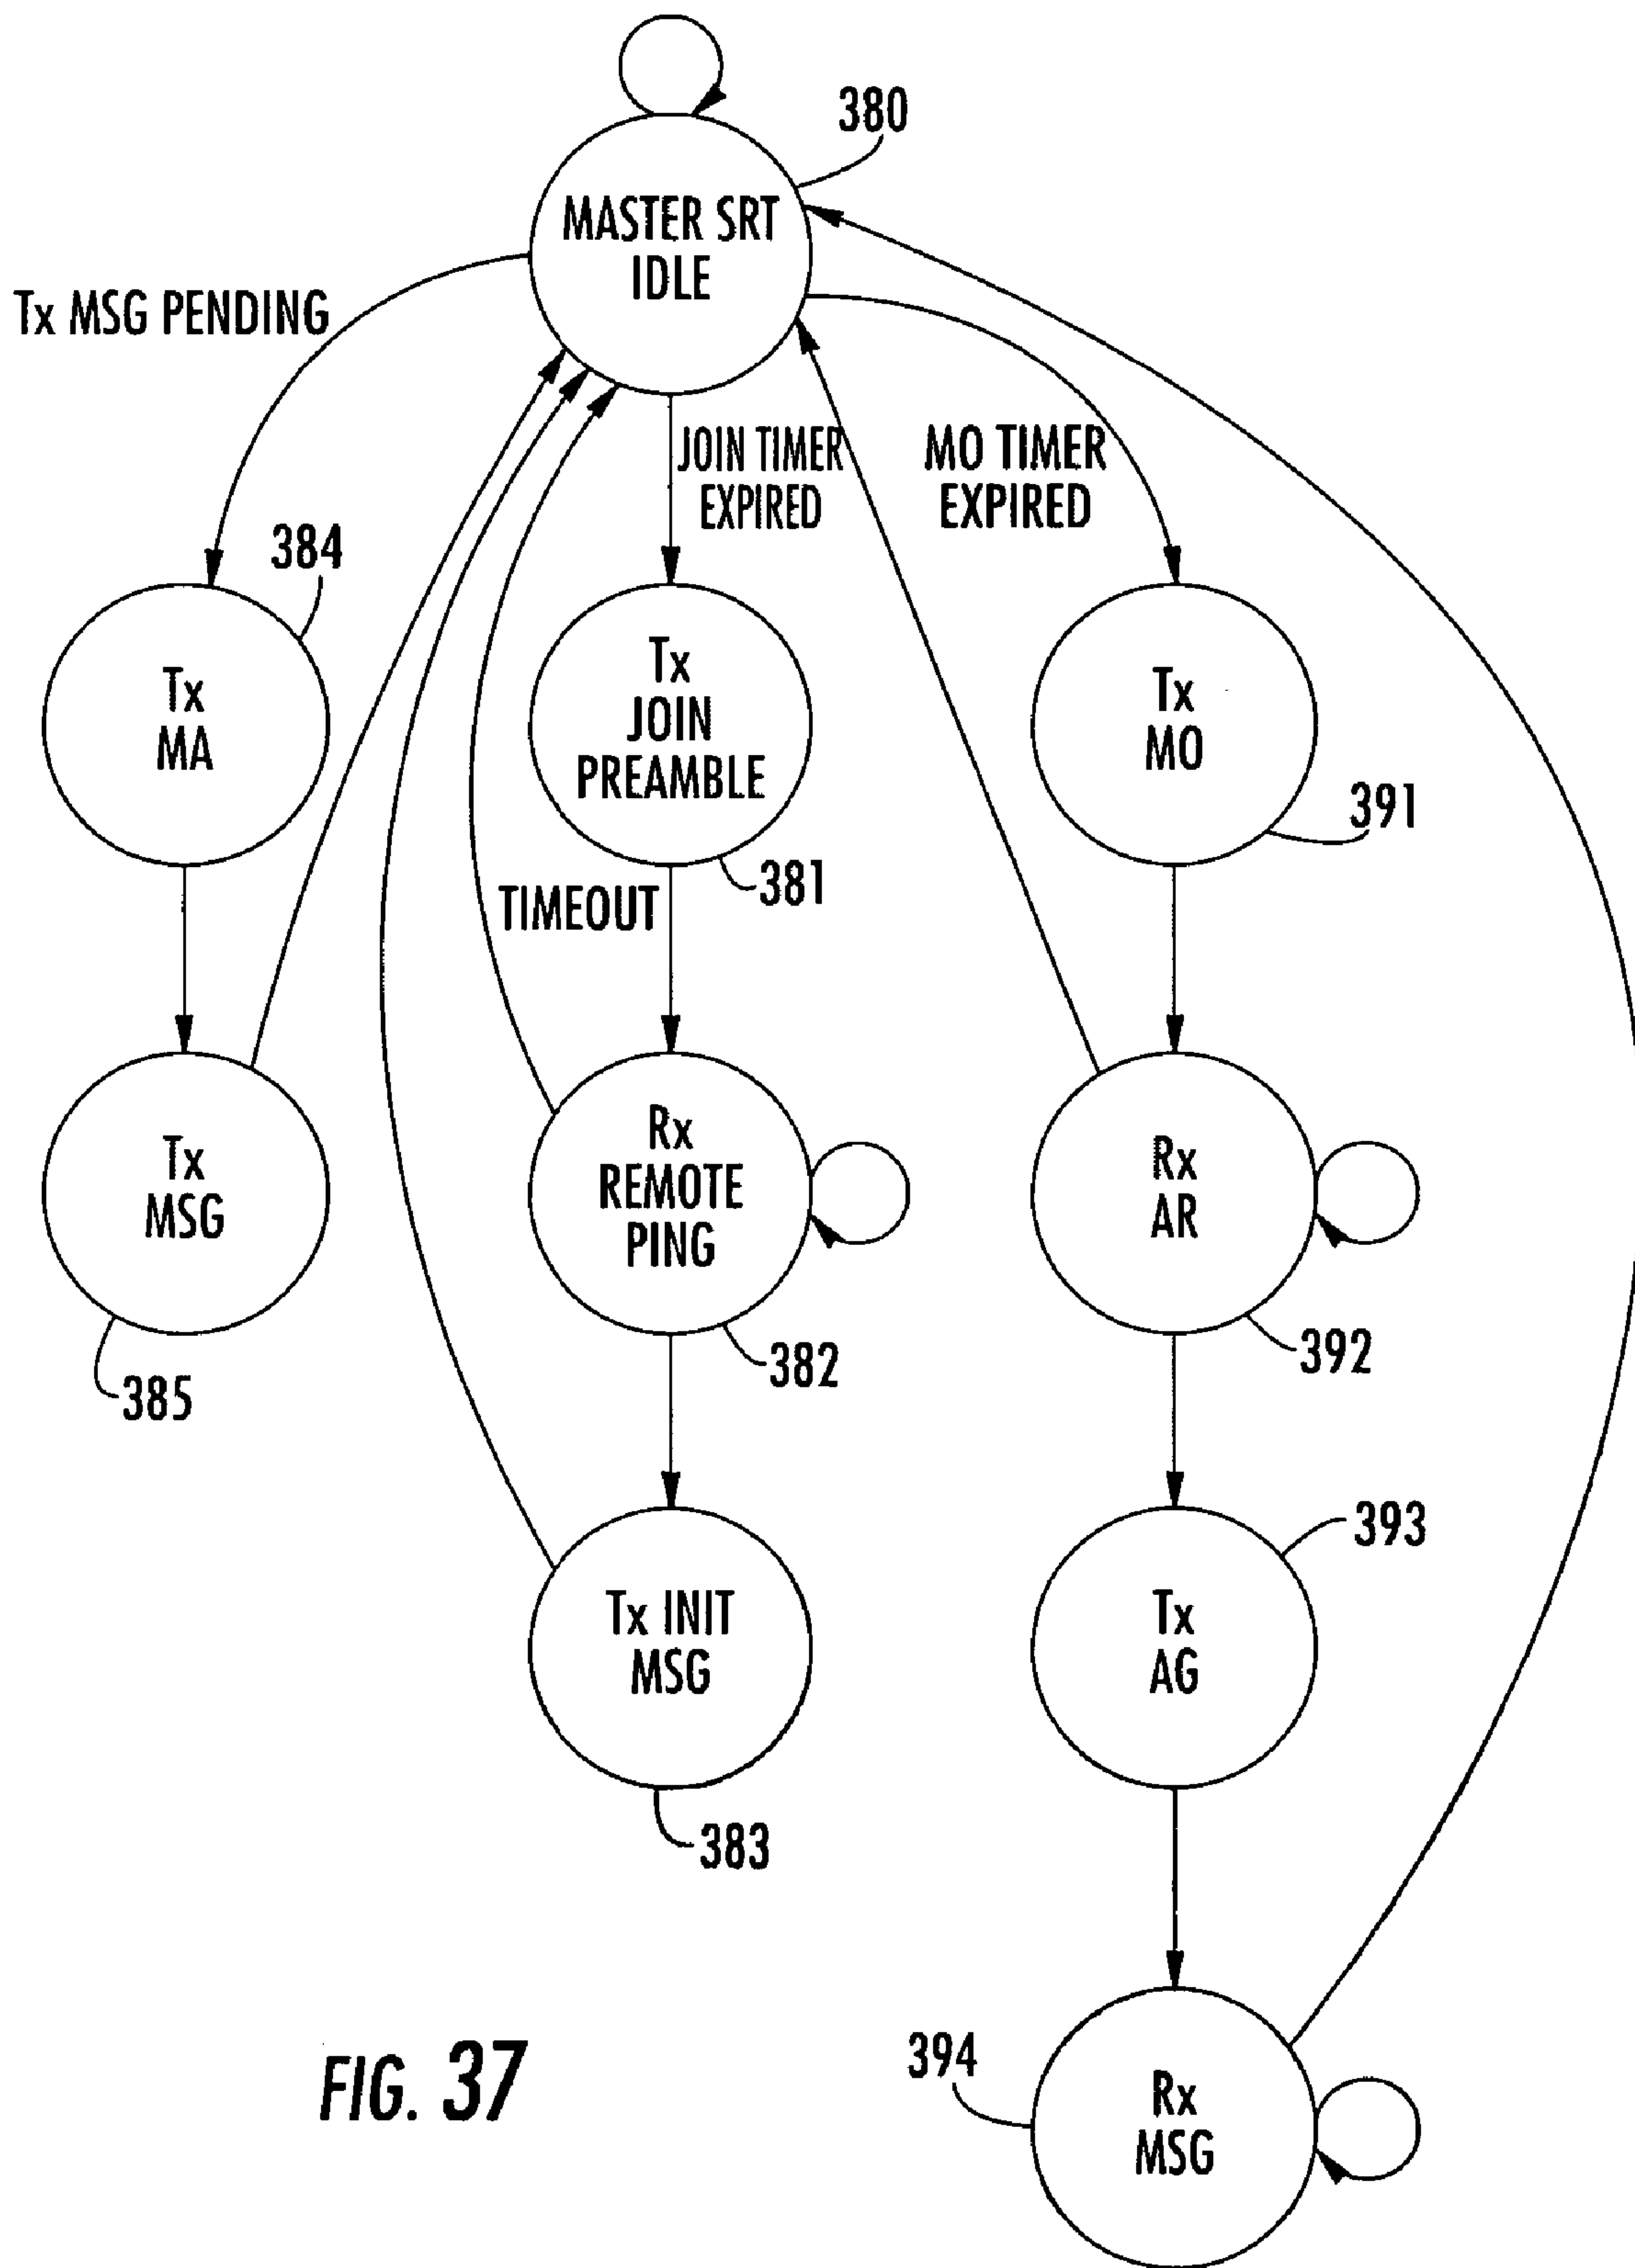 380
MASTER SRT
IDLE
Tx MSG PENDING
JOIN TIMER
EXPIRED
MO TIMER
EXPIRED
384
Tx
MA
Tx
JOIN
PREAMBLE
Tx
MO
391
381
TIMEOUT
Tx
MSG
Rx
REMOTE
PING
Rx
AR
385
382
392
393
Tx INIT
MSG
Tx
AG
383
394
Rx
MSG
FIG. 37